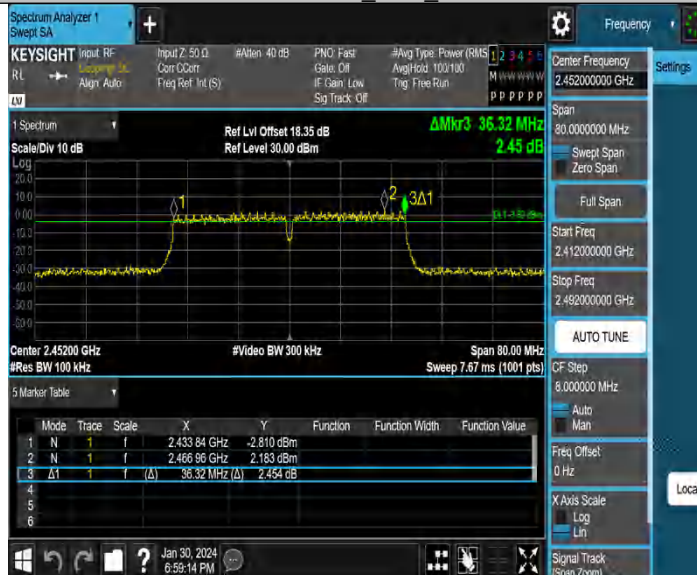 Spectrum Analyzer 1
Swept SA
Frequency
KEYSIGHT
RL
Input: RF
Align: Auto
Input Z: 50 Ω
Corr CCorr
Freq Ref: Int (S)
#Atten: 40 dB
PNO: Fast
Gate: Off
IF Gain: Low
Sig Track: Off
#Avg Type: Power (RMS
Avg|Hold: 100/100
Trig: Free Run
1 2 3 4 5 6
M W W W W W
P P P P P P
LXI
1 Spectrum
Scale/Div 10 dB
Log
Ref Lvl Offset 18.35 dB
Ref Level 30.00 dBm
ΔMkr3 36.32 MHz
2.45 dB
20.0
10.0
0.00
-10.0
-20.0
-30.0
-40.0
-50.0
-60.0
1
2
3Δ1
Center 2.45200 GHz
#Video BW 300 kHz
Span 80.00 MHz
#Res BW 100 kHz
Sweep 7.67 ms (1001 pts)
5 Marker Table
Mode Trace Scale X Y Function Function Width Function Value
1 N 1 f 2.433 84 GHz -2.810 dBm
2 N 1 f 2.466 96 GHz 2.183 dBm
3 Δ1 1 f (Δ) 36.32 MHz (Δ) 2.454 dB
4
5
6
Jan 30, 2024
6:59:14 PM
Center Frequency
2.452000000 GHz
Settings
Span
80.0000000 MHz
Swept Span
Zero Span
Full Span
Start Freq
2.412000000 GHz
Stop Freq
2.492000000 GHz
AUTO TUNE
CF Step
8.000000 MHz
Auto
Man
Freq Offset
0 Hz
X Axis Scale
Log
Lin
Signal Track
(Span Zoom)
Loca